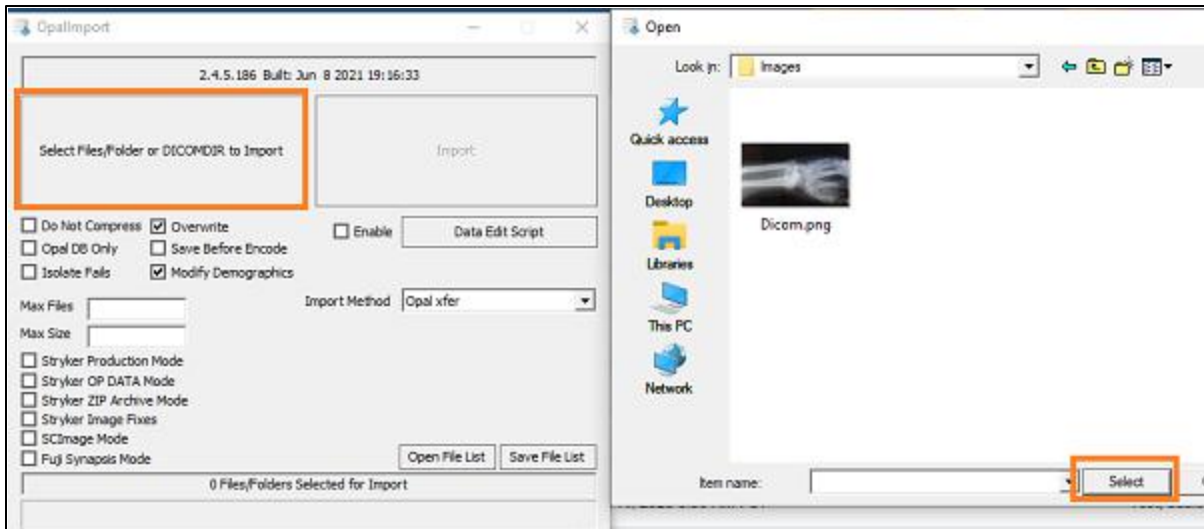 OpalImport
2.4.5.186 Built: Jun 8 2021 19:16:33
Select Files/Folder or DICOMDIR to Import
Import
Do Not Compress
Overwrite
Enable
Data Edit Script
Opal DB Only
Save Before Encode
Isolate Fails
Modify Demographics
Max Files
Import Method
Opal xfer
Max Size
Stryker Production Mode
Stryker OP DATA Mode
Stryker ZIP Archive Mode
Stryker Image Fixes
SCImage Mode
Fuji Synapsis Mode
Open File List
Save File List
0 Files/Folders Selected for Import
Open
Look in:
Images
Quick access
Desktop
Libraries
This PC
Network
Dicom.png
Item name:
Select